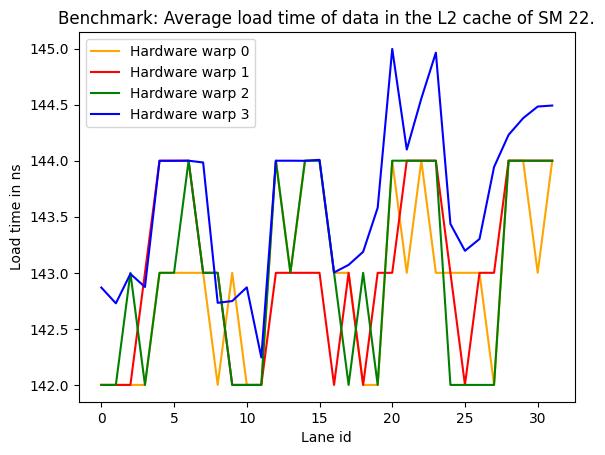 Benchmark: Average load time of data in the L2 cache of SM 22.
Hardware warp 0
Hardware warp 1
Hardware warp 2
Hardware warp 3
Load time in ns
145.0
144.5
144.0
143.5
143.0
142.5
142.0
0 5 10 15 20 25 30
Lane id